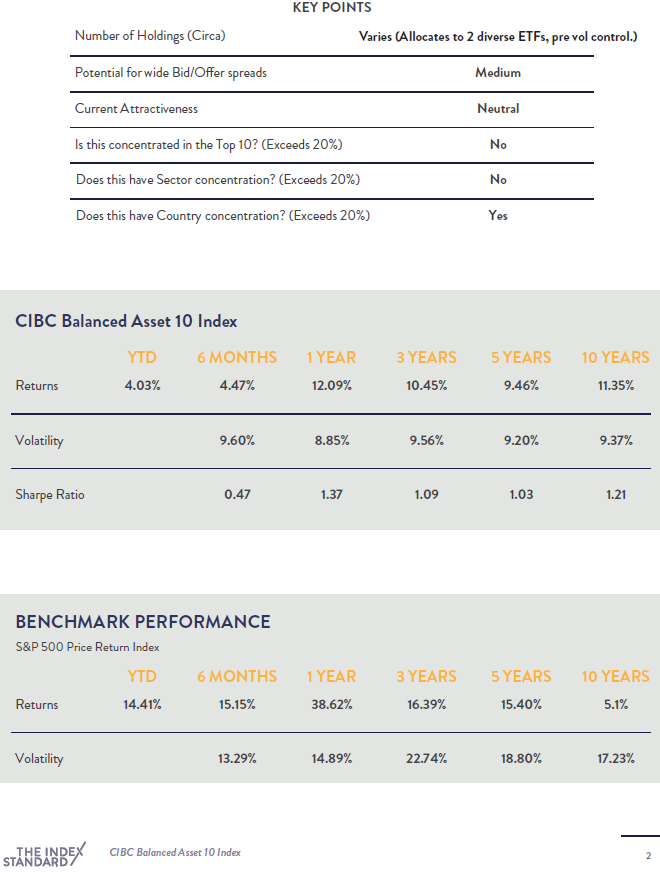 KEY POINTS
Number of Holdings (Circa) Varies (Allocates to 2 diverse ETFs, pre vol control.)
Potential for wide Bid/Offer spreads Medium
Current Attractiveness Neutral
Is this concentrated in the Top 10? (Exceeds 20%) No
Does this have Sector concentration? (Exceeds 20%) No
Does this have Country concentration? (Exceeds 20%) Yes
CIBC Balanced Asset 10 Index
YTD 6 MONTHS 1 YEAR 3 YEARS 5 YEARS 10 YEARS
Returns 4.03% 4.47% 12.09% 10.45% 9.46% 11.35%
Volatility 9.60% 8.85% 9.56% 9.20% 9.37%
Sharpe Ratio 0.47 1.37 1.09 1.03 1.21
BENCHMARK PERFORMANCE
S&P 500 Price Return Index
YTD 6 MONTHS 1 YEAR 3 YEARS 5 YEARS 10 YEARS
Returns 14.41% 15.15% 38.62% 16.39% 15.40% 5.1%
Volatility 13.29% 14.89% 22.74% 18.80% 17.23%
THE INDEX
STANDARD
CIBC Balanced Asset 10 Index
2